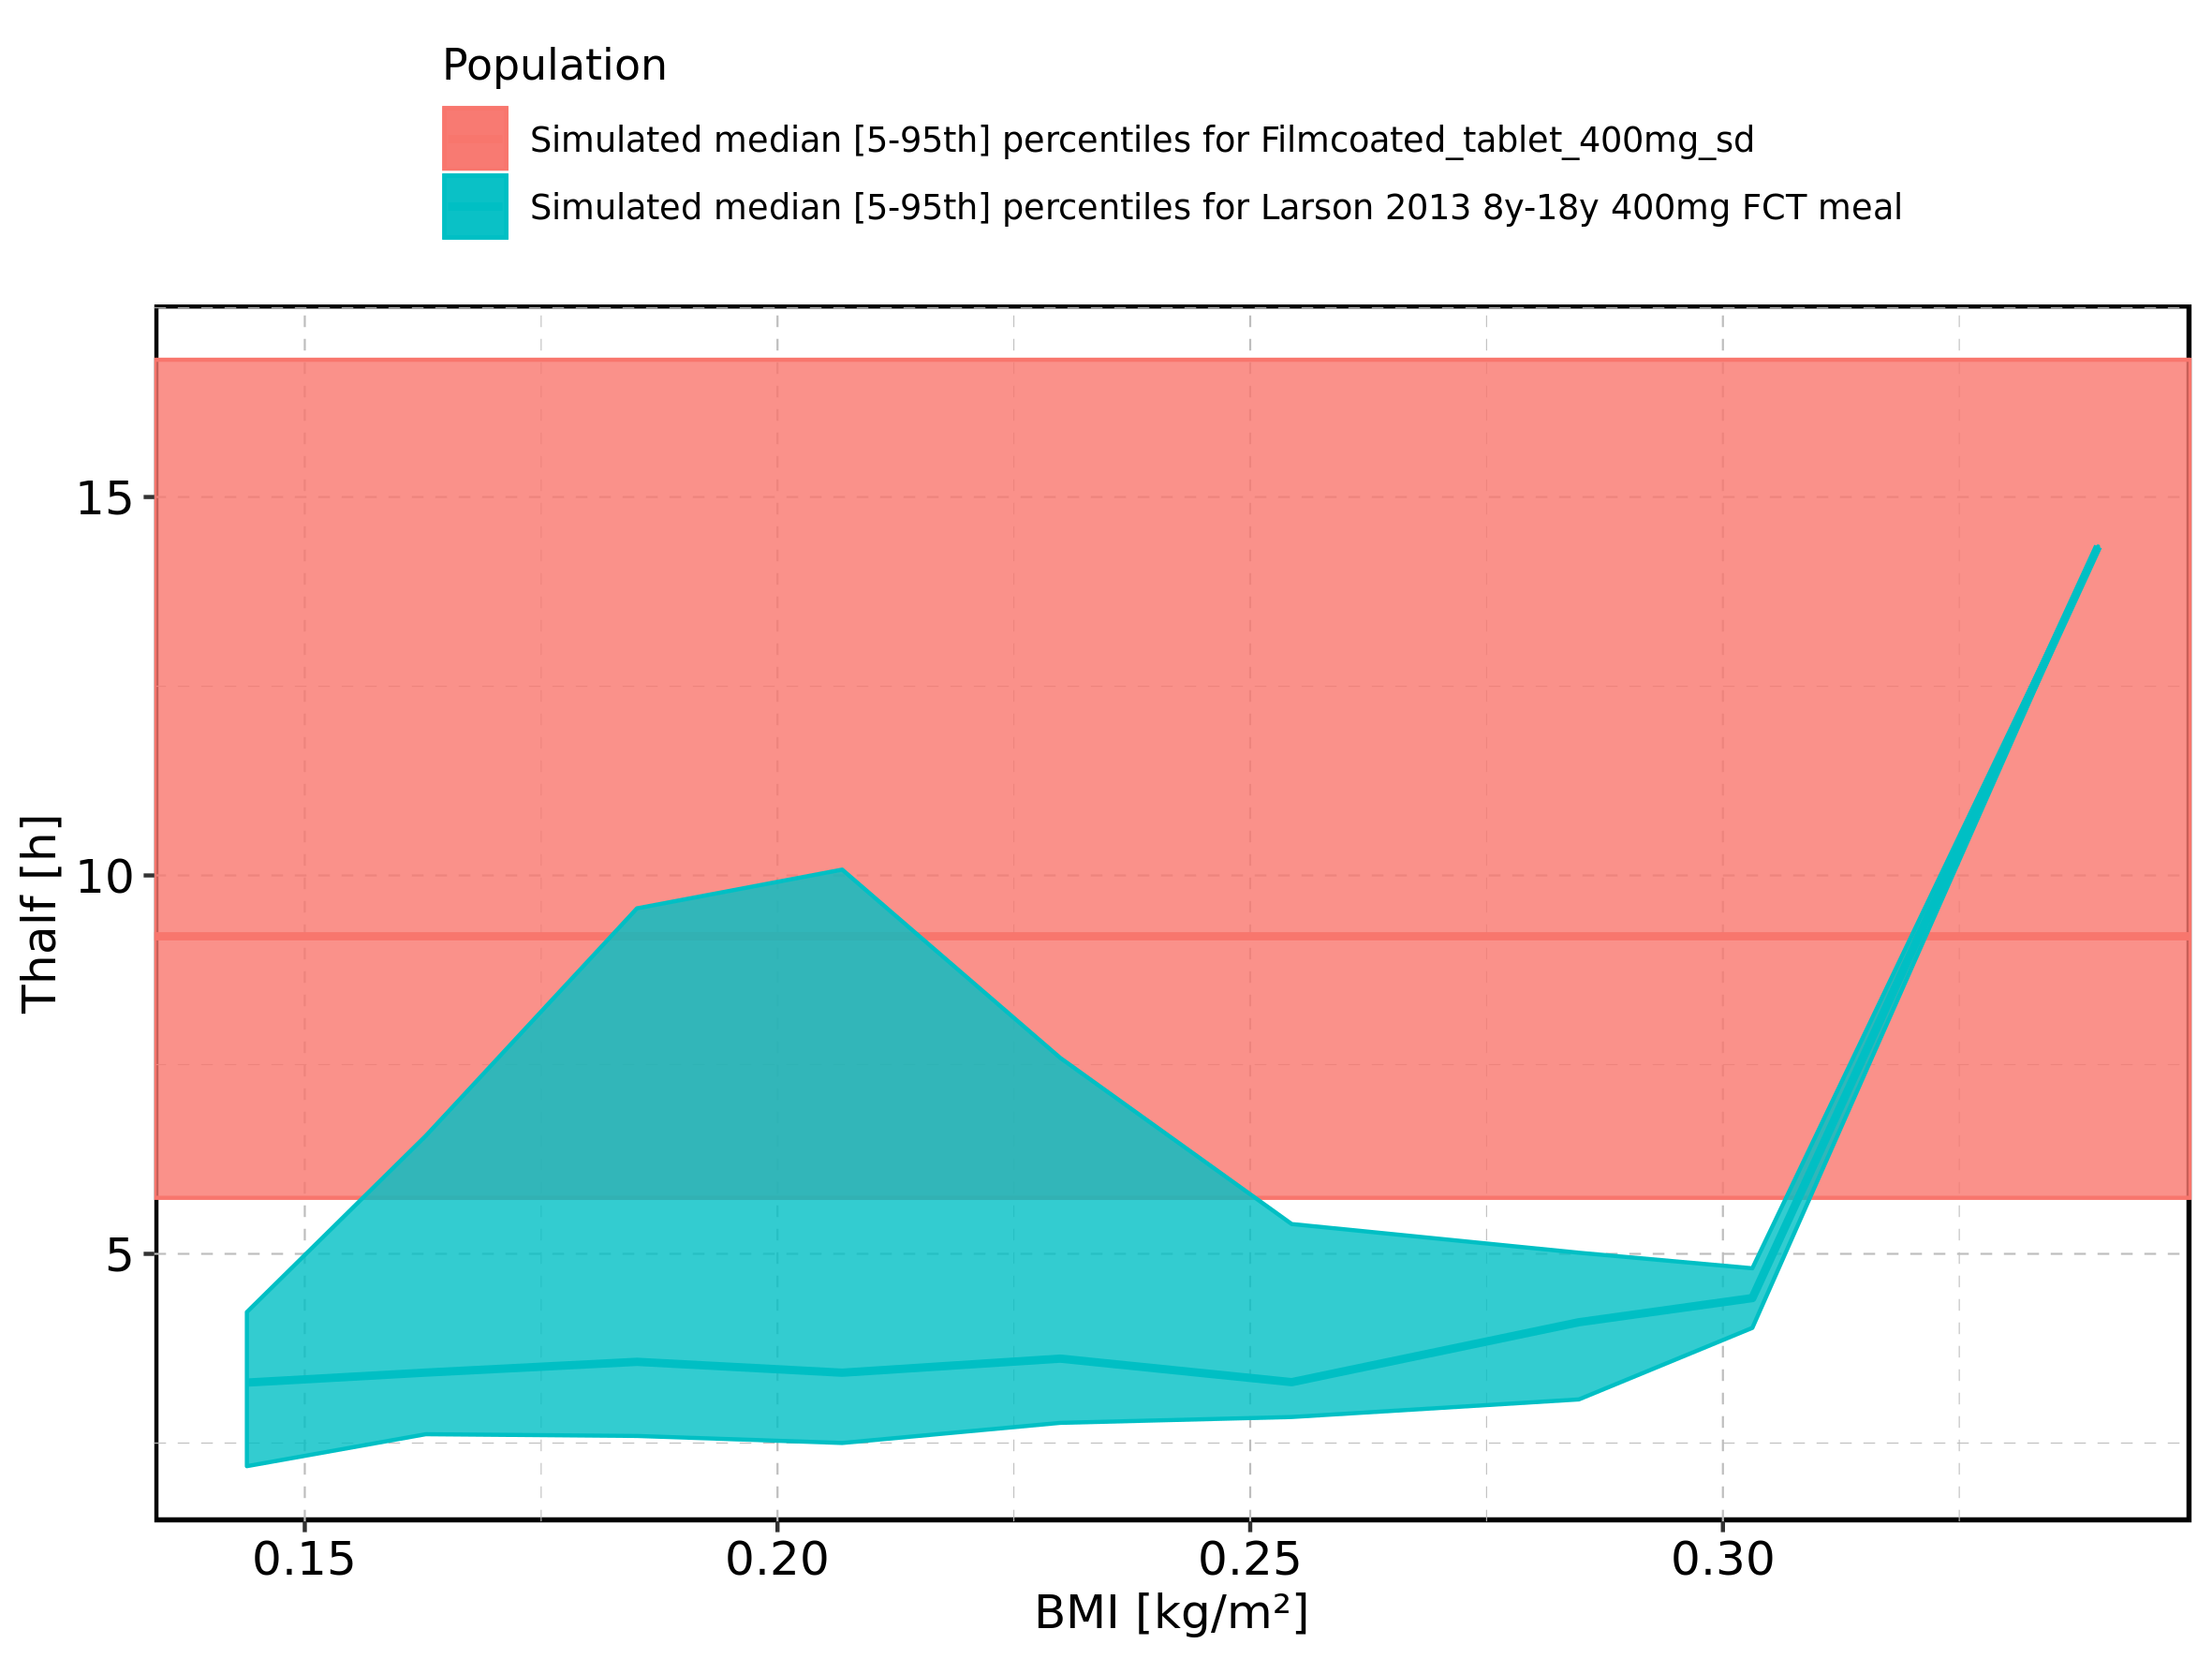 Population
Simulated median [5-95th] percentiles for Filmcoated_tablet_400mg_sd
Simulated median [5-95th] percentiles for Larson 2013 8y-18y 400mg FCT meal
15
10
5
Thalf [h]
0.15 0.20 0.25 0.30
BMI [kg/m²]